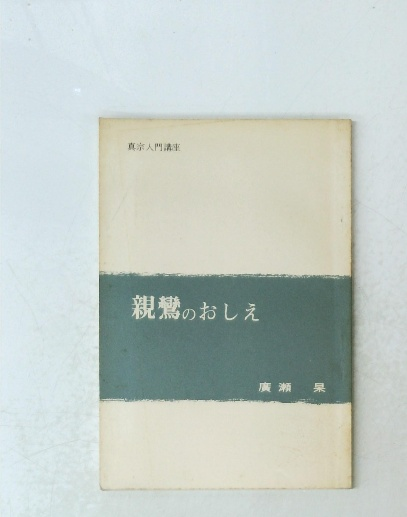 真宗入門講座
親鸞のおしえ
廣瀬 杲